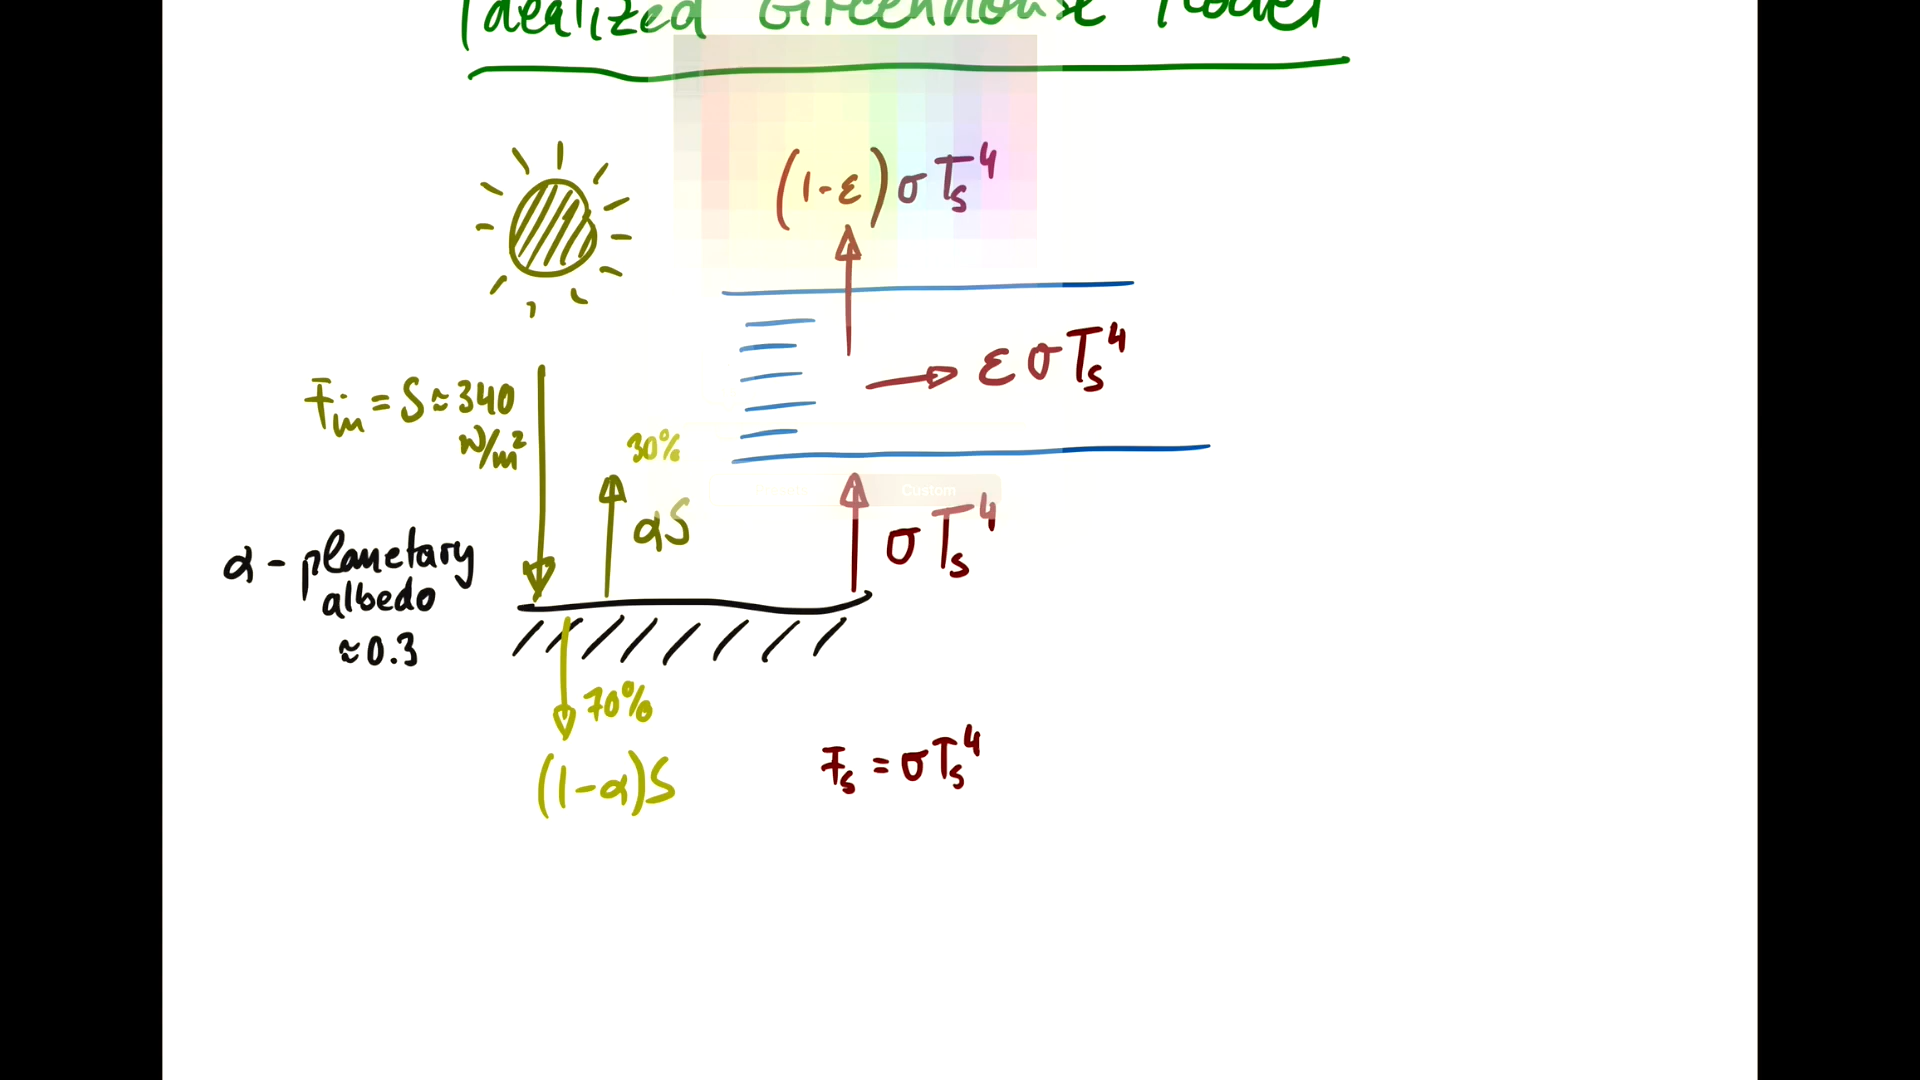 Idealized Greenhouse Model
(1-ε)σTs⁴
εσTs⁴
Fin = S ≈ 340
W/m²
30%
αS
Custom
σTs⁴
α - planetary
albedo
≈ 0.3
70%
(1-α)S
Fs = σTs⁴